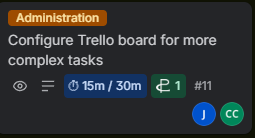 Administration
Configure Trello board for more
complex tasks
15m / 30m 1 #11
J CC